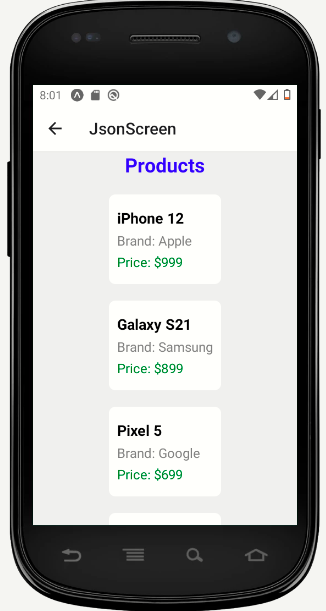 8:01
JsonScreen
Products
iPhone 12
Brand: Apple
Price: $999
Galaxy S21
Brand: Samsung
Price: $899
Pixel 5
Brand: Google
Price: $699